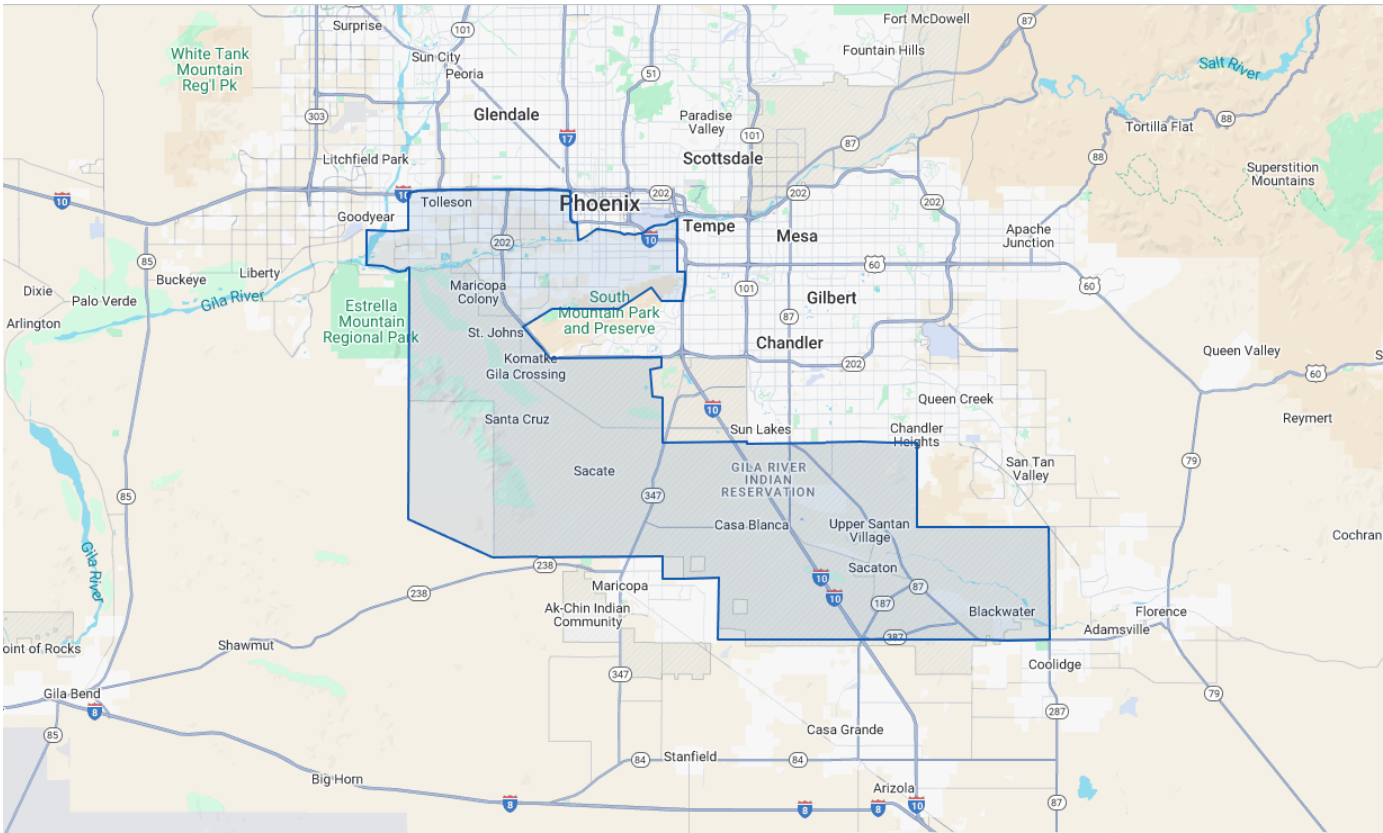 Surprise
101
Fort McDowell
87
White Tank
Mountain
Reg'l Pk
Sun City
Peoria
Fountain Hills
Salt River
51
303
Glendale
17
Paradise
Valley
101
87
88
Tortilla Flat
88
Litchfield Park
Scottsdale
Superstition
Mountains
10
10
Tolleson
Phoenix
202
202
202
Goodyear
202
10
Tempe
Mesa
Apache
Junction
85
Buckeye
Liberty
60
60
Dixie
Palo Verde
Gila River
Maricopa
Colony
101
Arlington
Estrella
Mountain
Regional Park
South
Mountain Park
and Preserve
Gilbert
87
St. Johns
Chandler
Queen Valley
S
Komatke
Gila Crossing
202
60
10
Queen Creek
Santa Cruz
Sun Lakes
Chandler
Heights
Reymert
Sacate
GILA RIVER
INDIAN
RESERVATION
San Tan
Valley
79
85
347
Casa Blanca
Upper Santan
Village
Cochran
Gila River
238
Sacaton
238
Maricopa
10
87
10
187
Ak-Chin Indian
Community
Blackwater
Florence
387
Adamsville
oint of Rocks
Shawmut
Coolidge
347
Gila Bend
79
8
287
85
Casa Grande
84
Stanfield
84
Big Horn
Arizola
8
8
8
10
87